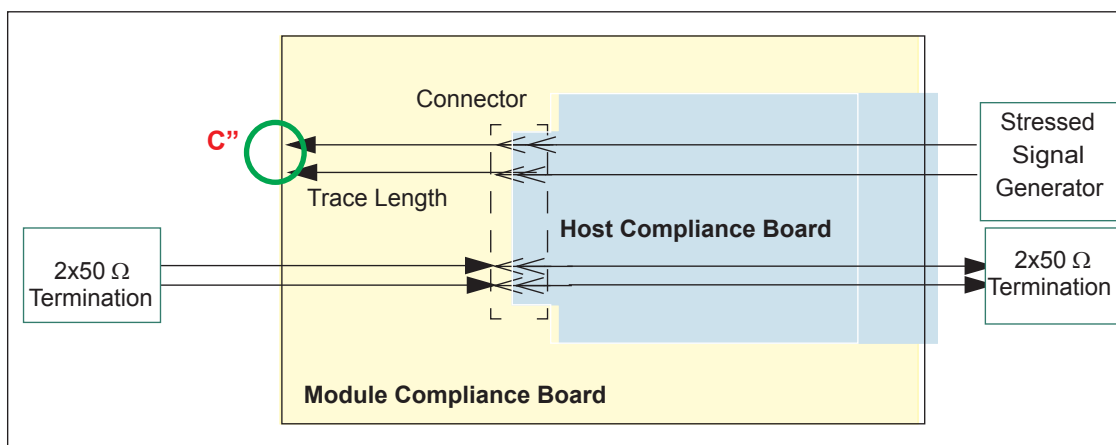 Connector
C”
Trace Length
Stressed
Signal
Generator
Host Compliance Board
2x50 Ω
Termination
2x50 Ω
Termination
Module Compliance Board